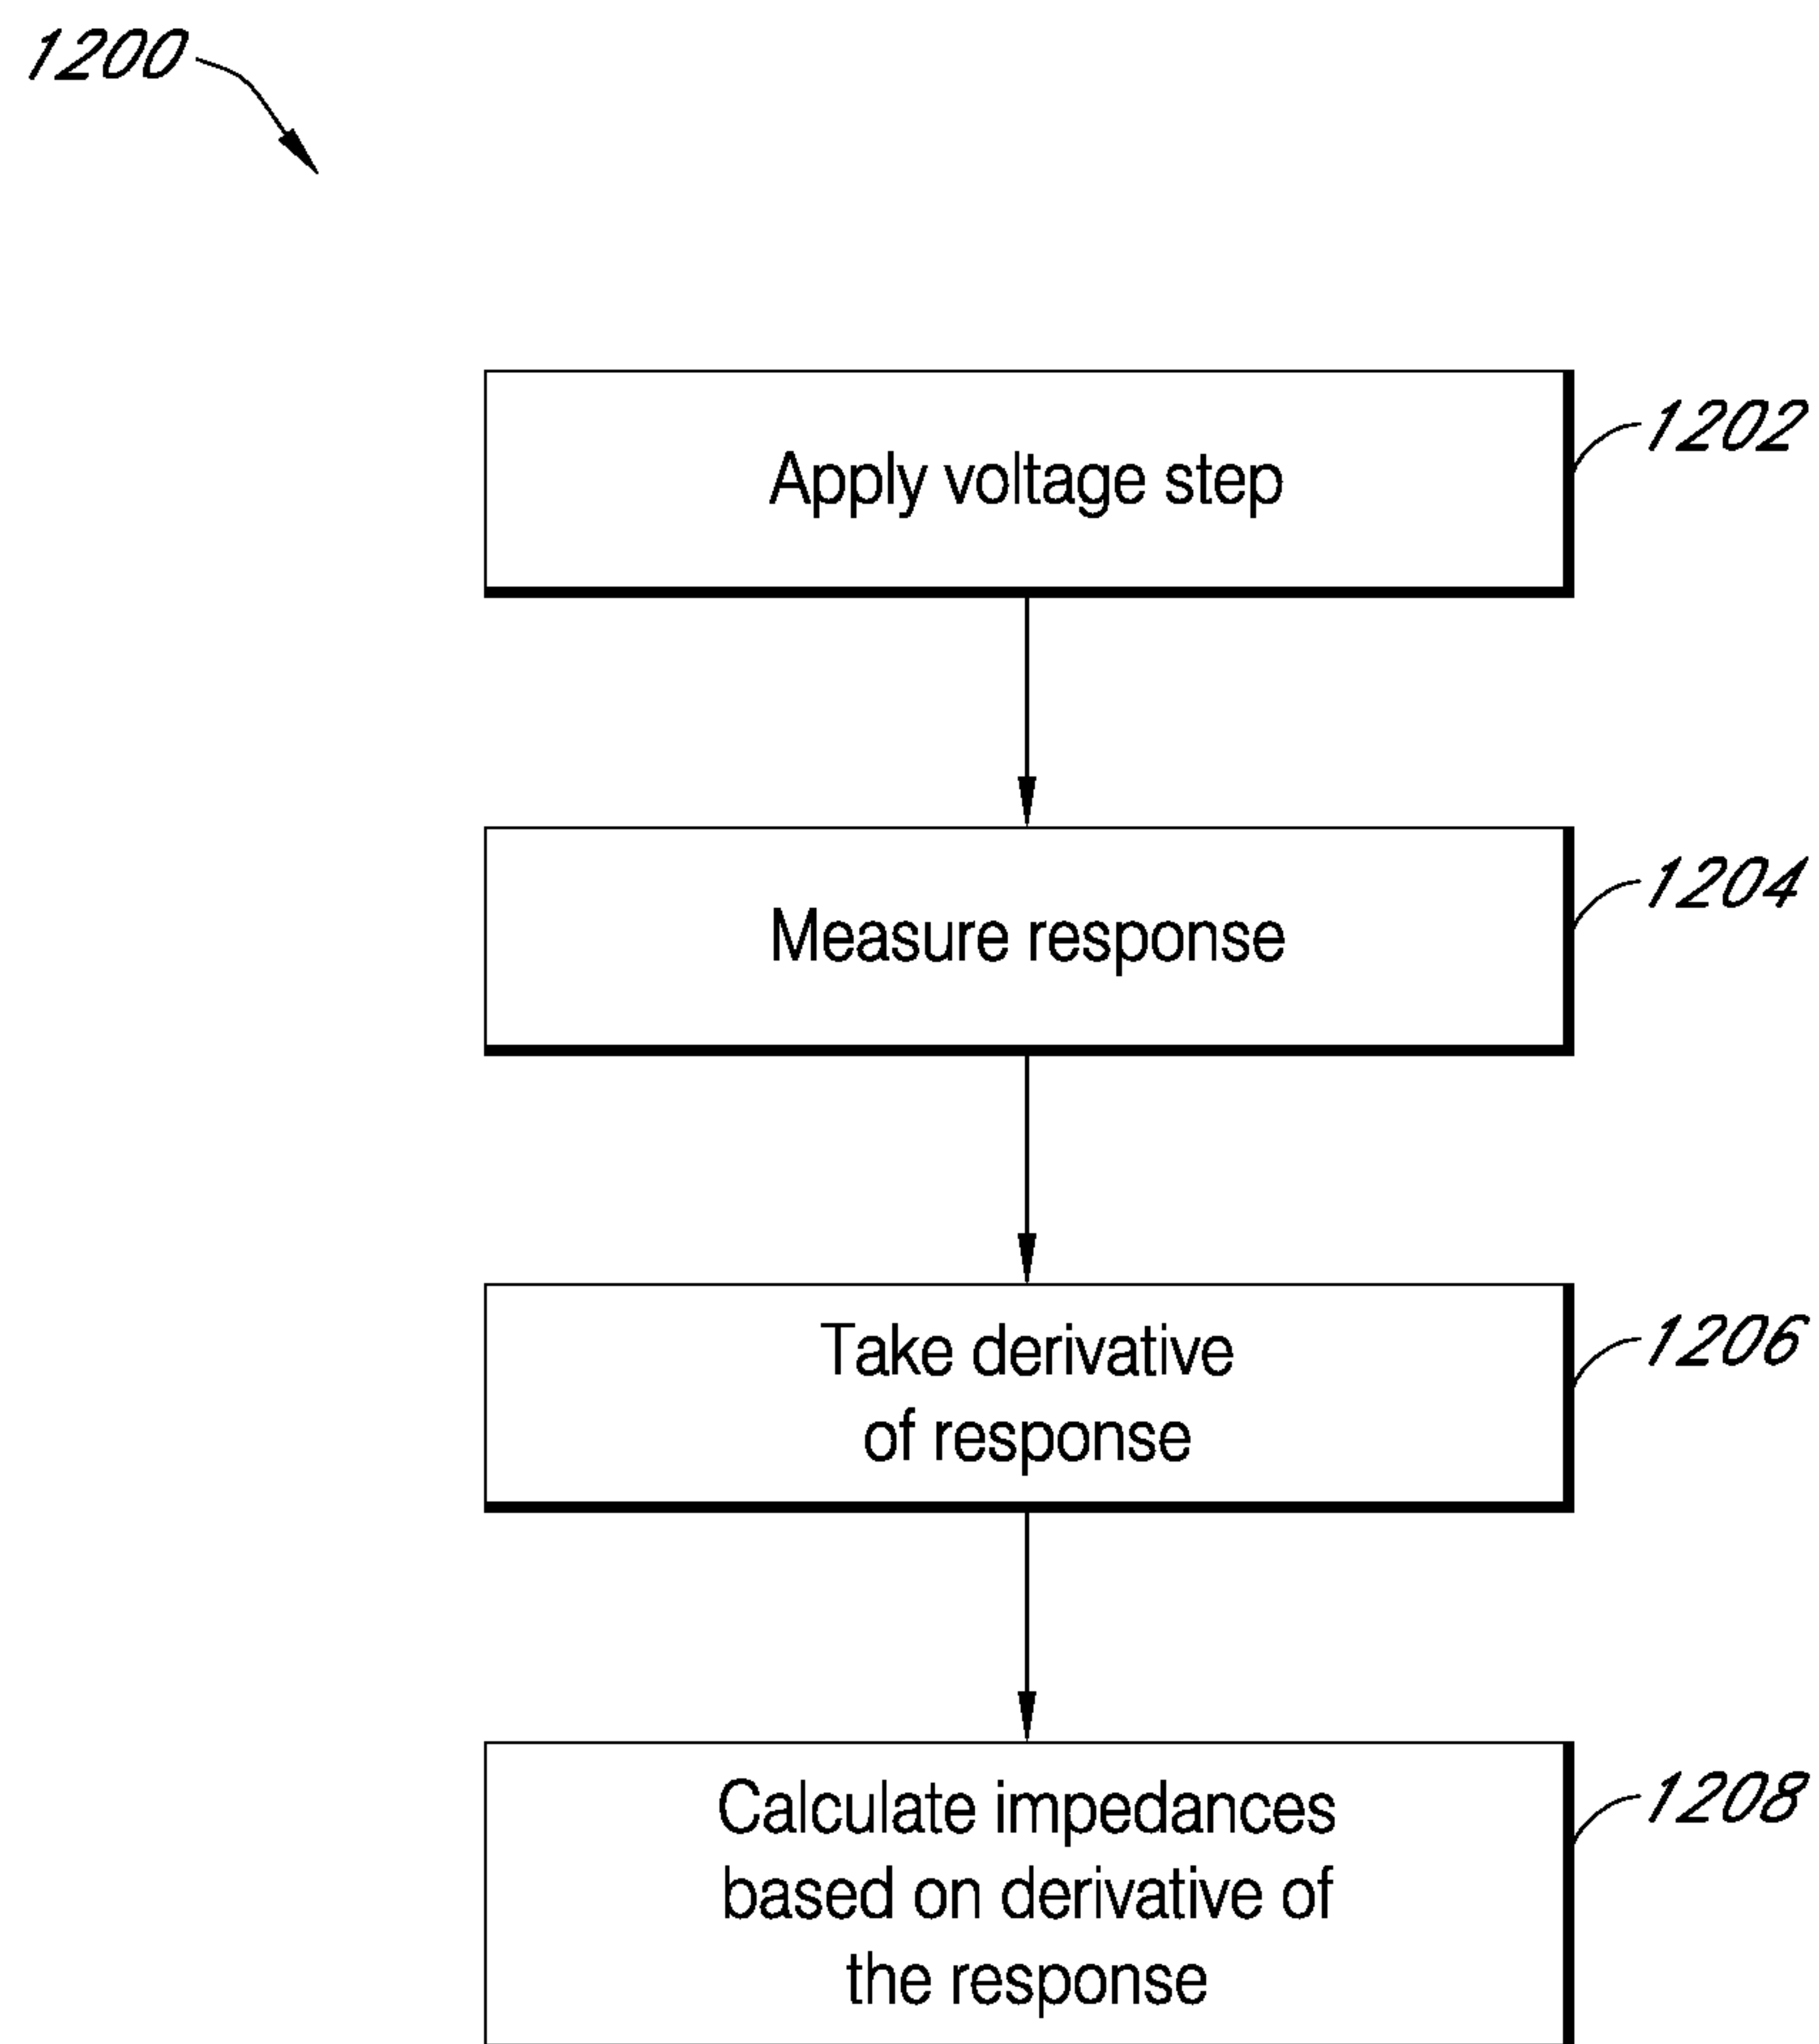 1200
Apply voltage step
1202
Measure response
1204
Take derivative
of response
1206
Calculate impedances
based on derivative of
the response
1208